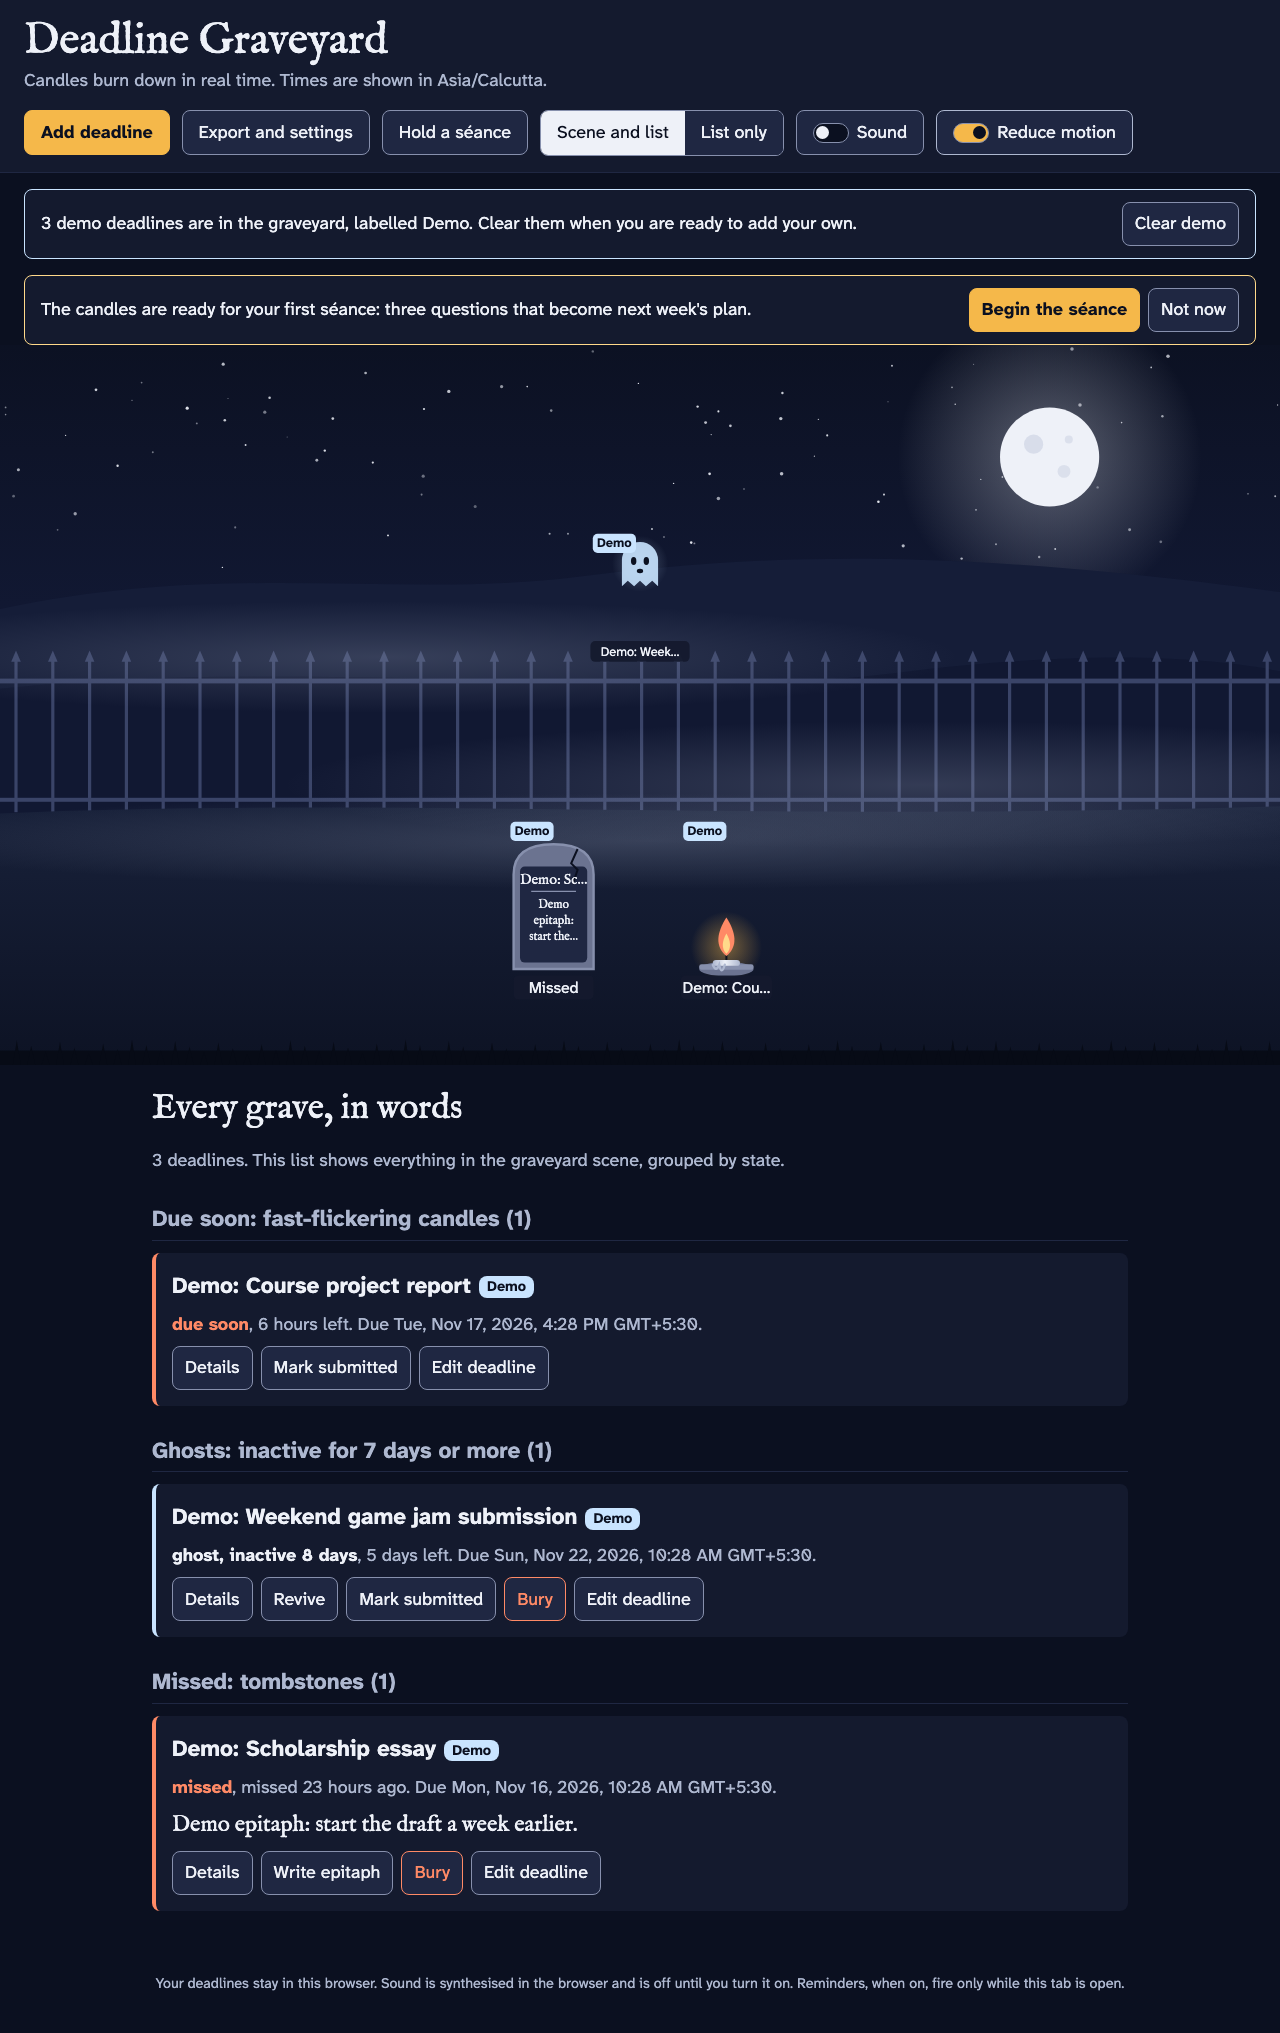 Deadline Graveyard
Candles burn down in real time. Times are shown in Asia/Calcutta.
Add deadline
Export and settings
Hold a séance
Scene and list
List only
Sound
Reduce motion
3 demo deadlines are in the graveyard, labelled Demo. Clear them when you are ready to add your own.
Clear demo
The candles are ready for your first séance: three questions that become next week's plan.
Begin the séance
Not now
Demo
Demo: Week...
Demo
Demo: Sc...
Demo
epitaph:
start the...
Missed
Demo
Demo: Cou...
Every grave, in words
3 deadlines. This list shows everything in the graveyard scene, grouped by state.
Due soon: fast-flickering candles (1)
Demo: Course project report Demo
due soon, 6 hours left. Due Tue, Nov 17, 2026, 4:28 PM GMT+5:30.
Details
Mark submitted
Edit deadline
Ghosts: inactive for 7 days or more (1)
Demo: Weekend game jam submission Demo
ghost, inactive 8 days, 5 days left. Due Sun, Nov 22, 2026, 10:28 AM GMT+5:30.
Details
Revive
Mark submitted
Bury
Edit deadline
Missed: tombstones (1)
Demo: Scholarship essay Demo
missed, missed 23 hours ago. Due Mon, Nov 16, 2026, 10:28 AM GMT+5:30.
Demo epitaph: start the draft a week earlier.
Details
Write epitaph
Bury
Edit deadline
Your deadlines stay in this browser. Sound is synthesised in the browser and is off until you turn it on. Reminders, when on, fire only while this tab is open.